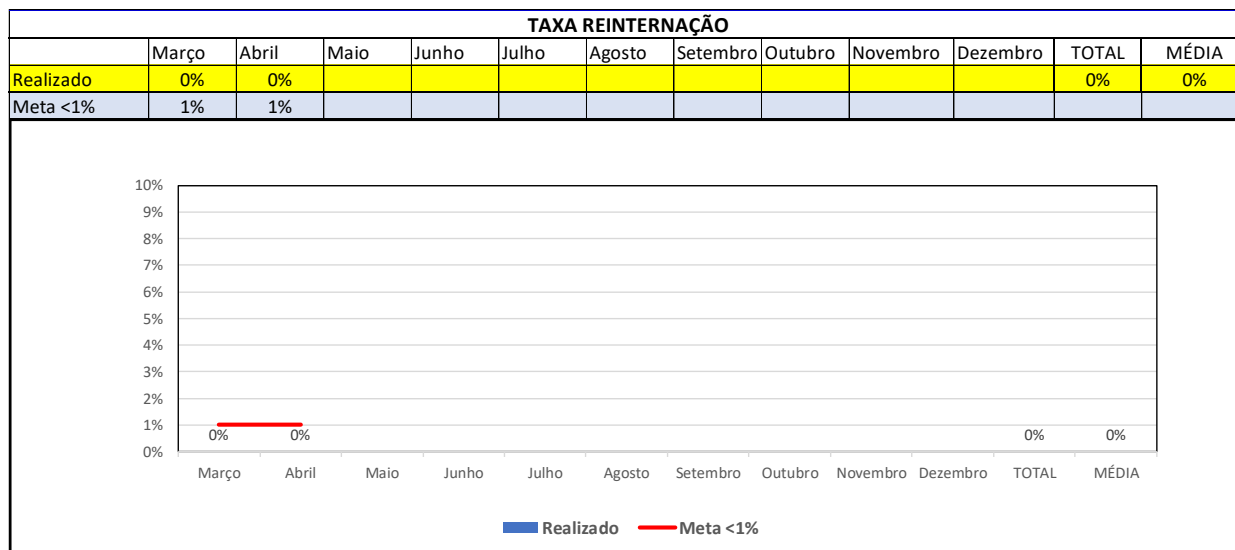 TAXA REINTERNAÇÃO
Março Abril Maio Junho Julho Agosto Setembro Outubro Novembro Dezembro TOTAL MÉDIA
Realizado 0% 0% 0% 0%
Meta <1% 1% 1%
10%
9%
8%
7%
6%
5%
4%
3%
2%
1%
0% 0% 0% 0%
0%
Março Abril Maio Junho Julho Agosto Setembro Outubro Novembro Dezembro TOTAL MÉDIA
Realizado Meta <1%